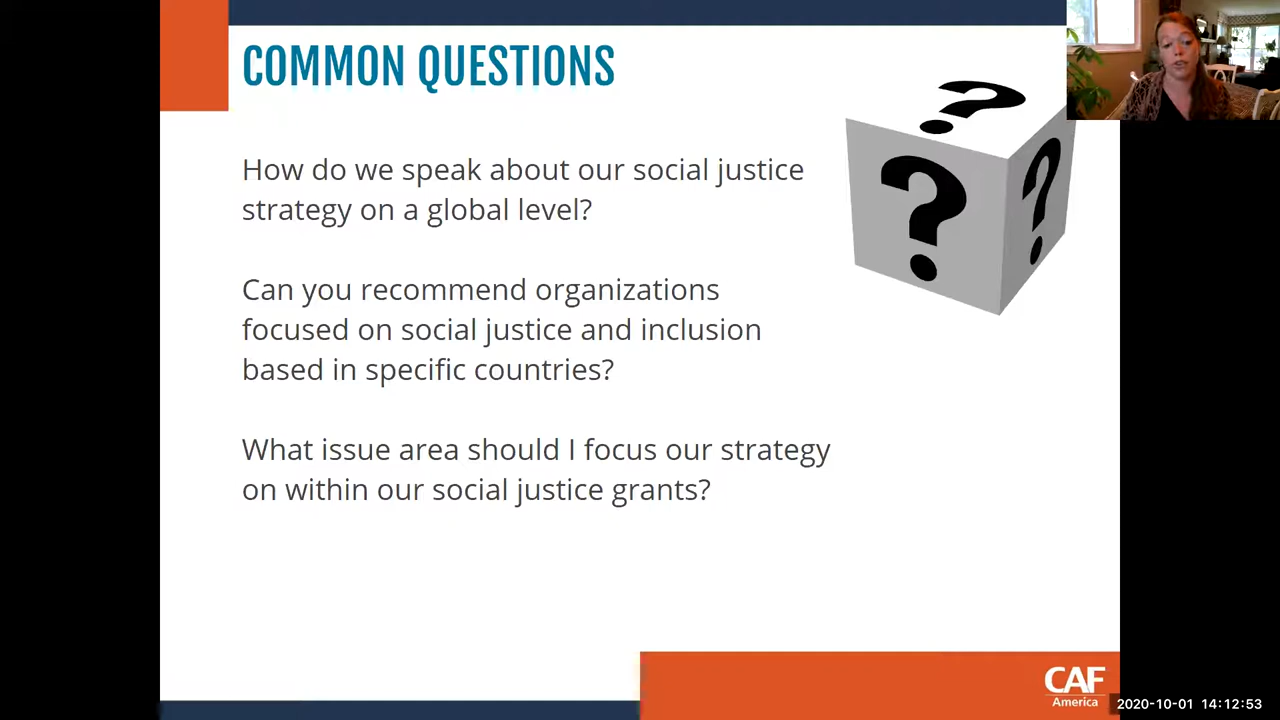 COMMON QUESTIONS
How do we speak about our social justice
strategy on a global level?
Can you recommend organizations
focused on social justice and inclusion
based in specific countries?
What issue area should I focus our strategy
on within our social justice grants?
?
?
?
CAF
America
2020-10-01 14:12:53